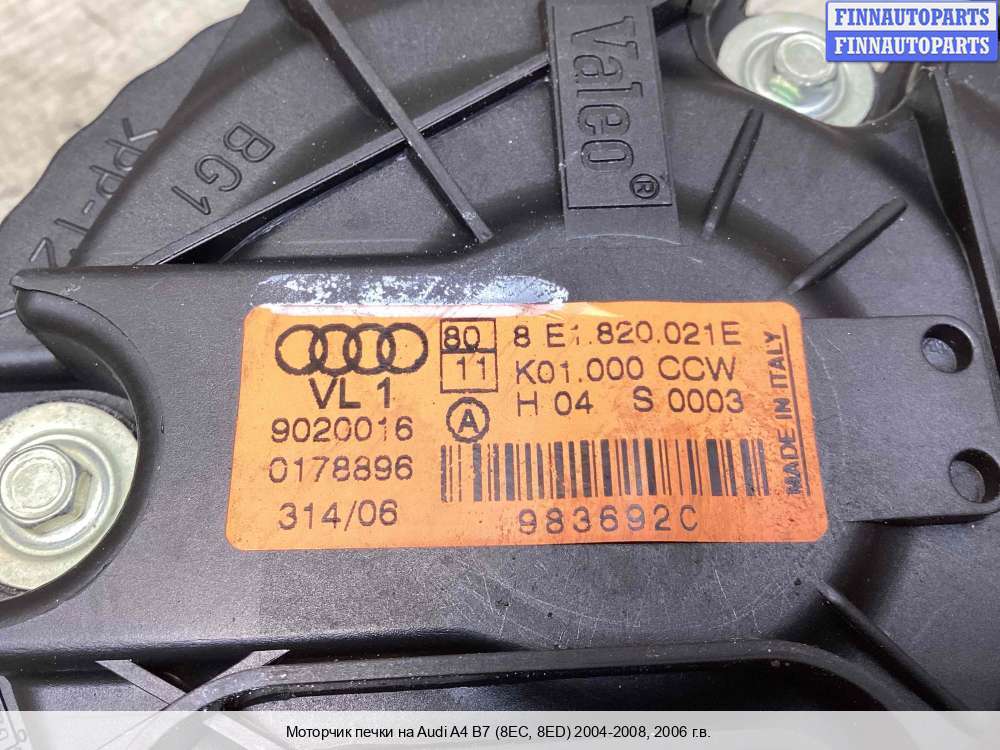 FINNAUTOPARTS
FINNAUTOPARTS
Valeo®
BG1
VL 1
9020016
0178896
314/06
80
11
A
8 E1.820.021E
K01.000 CCW
H 04 S 0003
983692C
MADE IN ITALY
Моторчик печки на Audi A4 B7 (8EC, 8ED) 2004-2008, 2006 г.в.